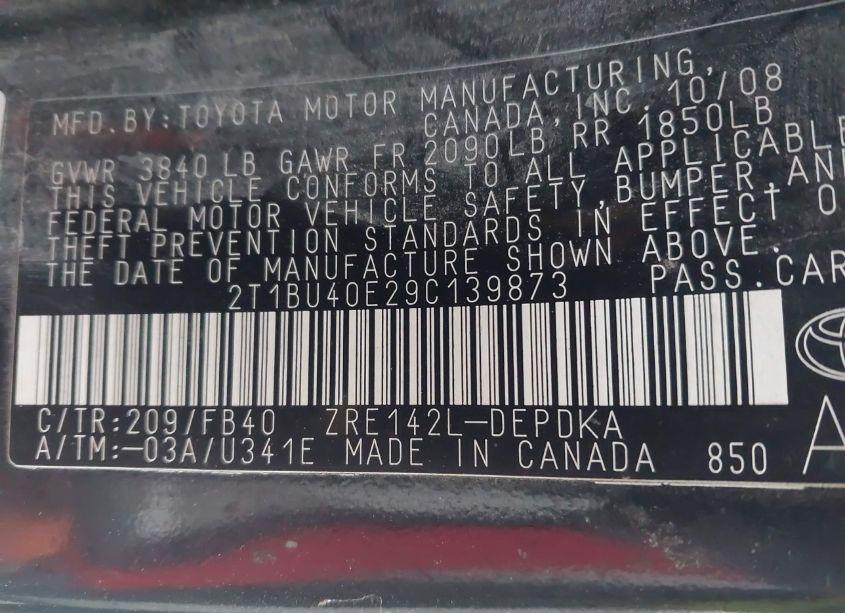 MFD.BY:TOYOTA MOTOR MANUFACTURING,
CANADA, INC. 10/08
GVWR 3840 LB GAWR FR 2090LB RR 1850LB
THIS VEHICLE CONFORMS TO ALL APPLICABLE
FEDERAL MOTOR VEHICLE SAFETY,BUMPER,AND
THEFT PREVENTION STANDARDS IN EFFECT O
THE DATE OF MANUFACTURE SHOWN ABOVE.
2T1BU40E29C139873 PASS.CAR
C/TR:209/FB40 ZRE142L-DEPDKA
A/TM:-03A/U341E MADE IN CANADA 850
A